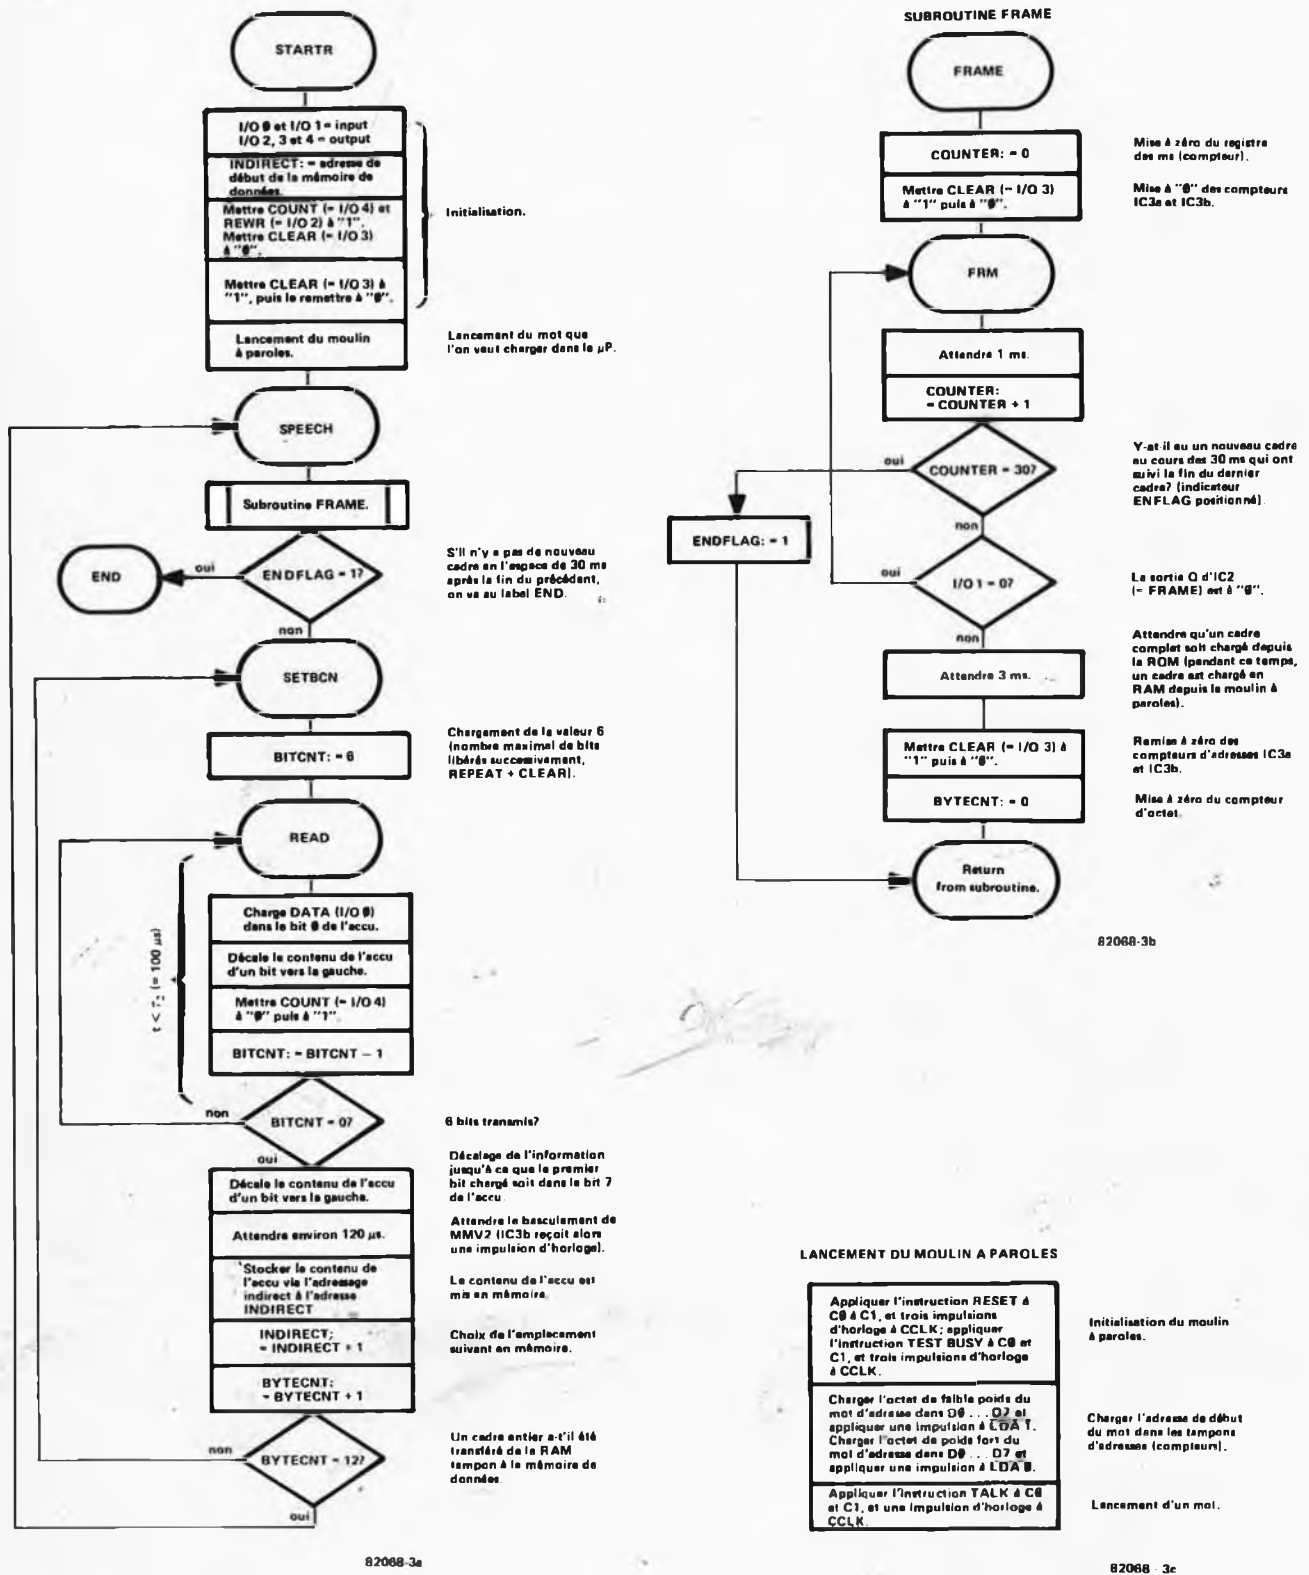 STARTR
I/O 0 et I/O 1 = input
I/O 2, 3 et 4 = output
INDIRECT: = adresse de
début de la mémoire de
données.
Mettre COUNT (= I/O 4) et
REWR (= I/O 2) à "1".
Mettre CLEAR (= I/O 3)
à "0".
Mettre CLEAR (= I/O 3) à
"1", puis le remettre à "0".
Initialisation.
Lancement du moulin
à paroles.
Lancement du mot que
l'on veut charger dans le µP.
SPEECH
Subroutine FRAME.
ENDFLAG = 1?
oui
END
non
S'il n'y a pas de nouveau
cadre en l'espace de 30 ms
après la fin du précédent,
on va au label END.
SETBCN
BITCNT: = 6
Chargement de la valeur 6
(nombre maximal de bits
libérés successivement,
REPEAT + CLEAR).
READ
t < T2 (= 100 µs)
Charge DATA (I/O 0)
dans le bit 0 de l'accu.
Décale le contenu de l'accu
d'un bit vers la gauche.
Mettre COUNT (= I/O 4)
à "0" puis à "1".
BITCNT: = BITCNT - 1
non
BITCNT = 0?
6 bits transmis?
oui
Décale le contenu de l'accu
d'un bit vers la gauche.
Décalage de l'information
jusqu'à ce que le premier
bit chargé soit dans le bit 7
de l'accu
Attendre environ 120 µs.
Attendre le basculement de
MMV2 (IC3b reçoit alors
une impulsion d'horloge).
Stocker le contenu de
l'accu via l'adressage
indirect à l'adresse
INDIRECT
Le contenu de l'accu est
mis en mémoire.
INDIRECT;
= INDIRECT + 1
Choix de l'emplacement
suivant en mémoire.
BYTECNT:
= BYTECNT + 1
non
BYTECNT = 12?
oui
Un cadre entier a-t'il été
transféré de la RAM
tampon à la mémoire de
données
82068-3a
SUBROUTINE FRAME
FRAME
COUNTER: = 0
Mise à zéro du registre
des ms (compteur).
Mettre CLEAR (= I/O 3)
à "1" puis à "0".
Mise à "0" des compteurs
IC3a et IC3b.
FRM
Attendre 1 ms.
COUNTER:
= COUNTER + 1
oui
COUNTER = 30?
non
Y-at-il eu un nouveau cadre
au cours des 30 ms qui ont
suivi la fin du dernier
cadre? (indicateur
ENFLAG positionné).
ENDFLAG: = 1
oui
I/O 1 = 0?
non
La sortie Q d'IC2
(= FRAME) est à "0".
Attendre 3 ms.
Attendre qu'un cadre
complet soit chargé depuis
la ROM (pendant ce temps,
un cadre est chargé en
RAM depuis le moulin à
paroles).
Mettre CLEAR (= I/O 3) à
"1" puis à "0".
Remise à zéro des
compteurs d'adresses IC3a
et IC3b.
BYTECNT: = 0
Mise à zéro du compteur
d'octet.
Return
from subroutine.
82068-3b
LANCEMENT DU MOULIN A PAROLES
Appliquer l'instruction RESET à
C0 à C1, et trois impulsions
d'horloge à CCLK; appliquer
l'instruction TEST BUSY à C0 et
C1, et trois impulsions d'horloge
à CCLK.
Initialisation du moulin
à paroles.
Charger l'octet de faible poids du
mot d'adresse dans D0 . . . D7 et
appliquer une impulsion à LDA 1.
Charger l'octet de poids fort du
mot d'adresse dans D0 . . . D7 et
appliquer une impulsion à LDA 0.
Charger l'adresse de début
du mot dans les tampons
d'adresses (compteurs).
Appliquer l'instruction TALK à C0
et C1, et une impulsion d'horloge à
CCLK.
Lancement d'un mot.
82068 - 3c